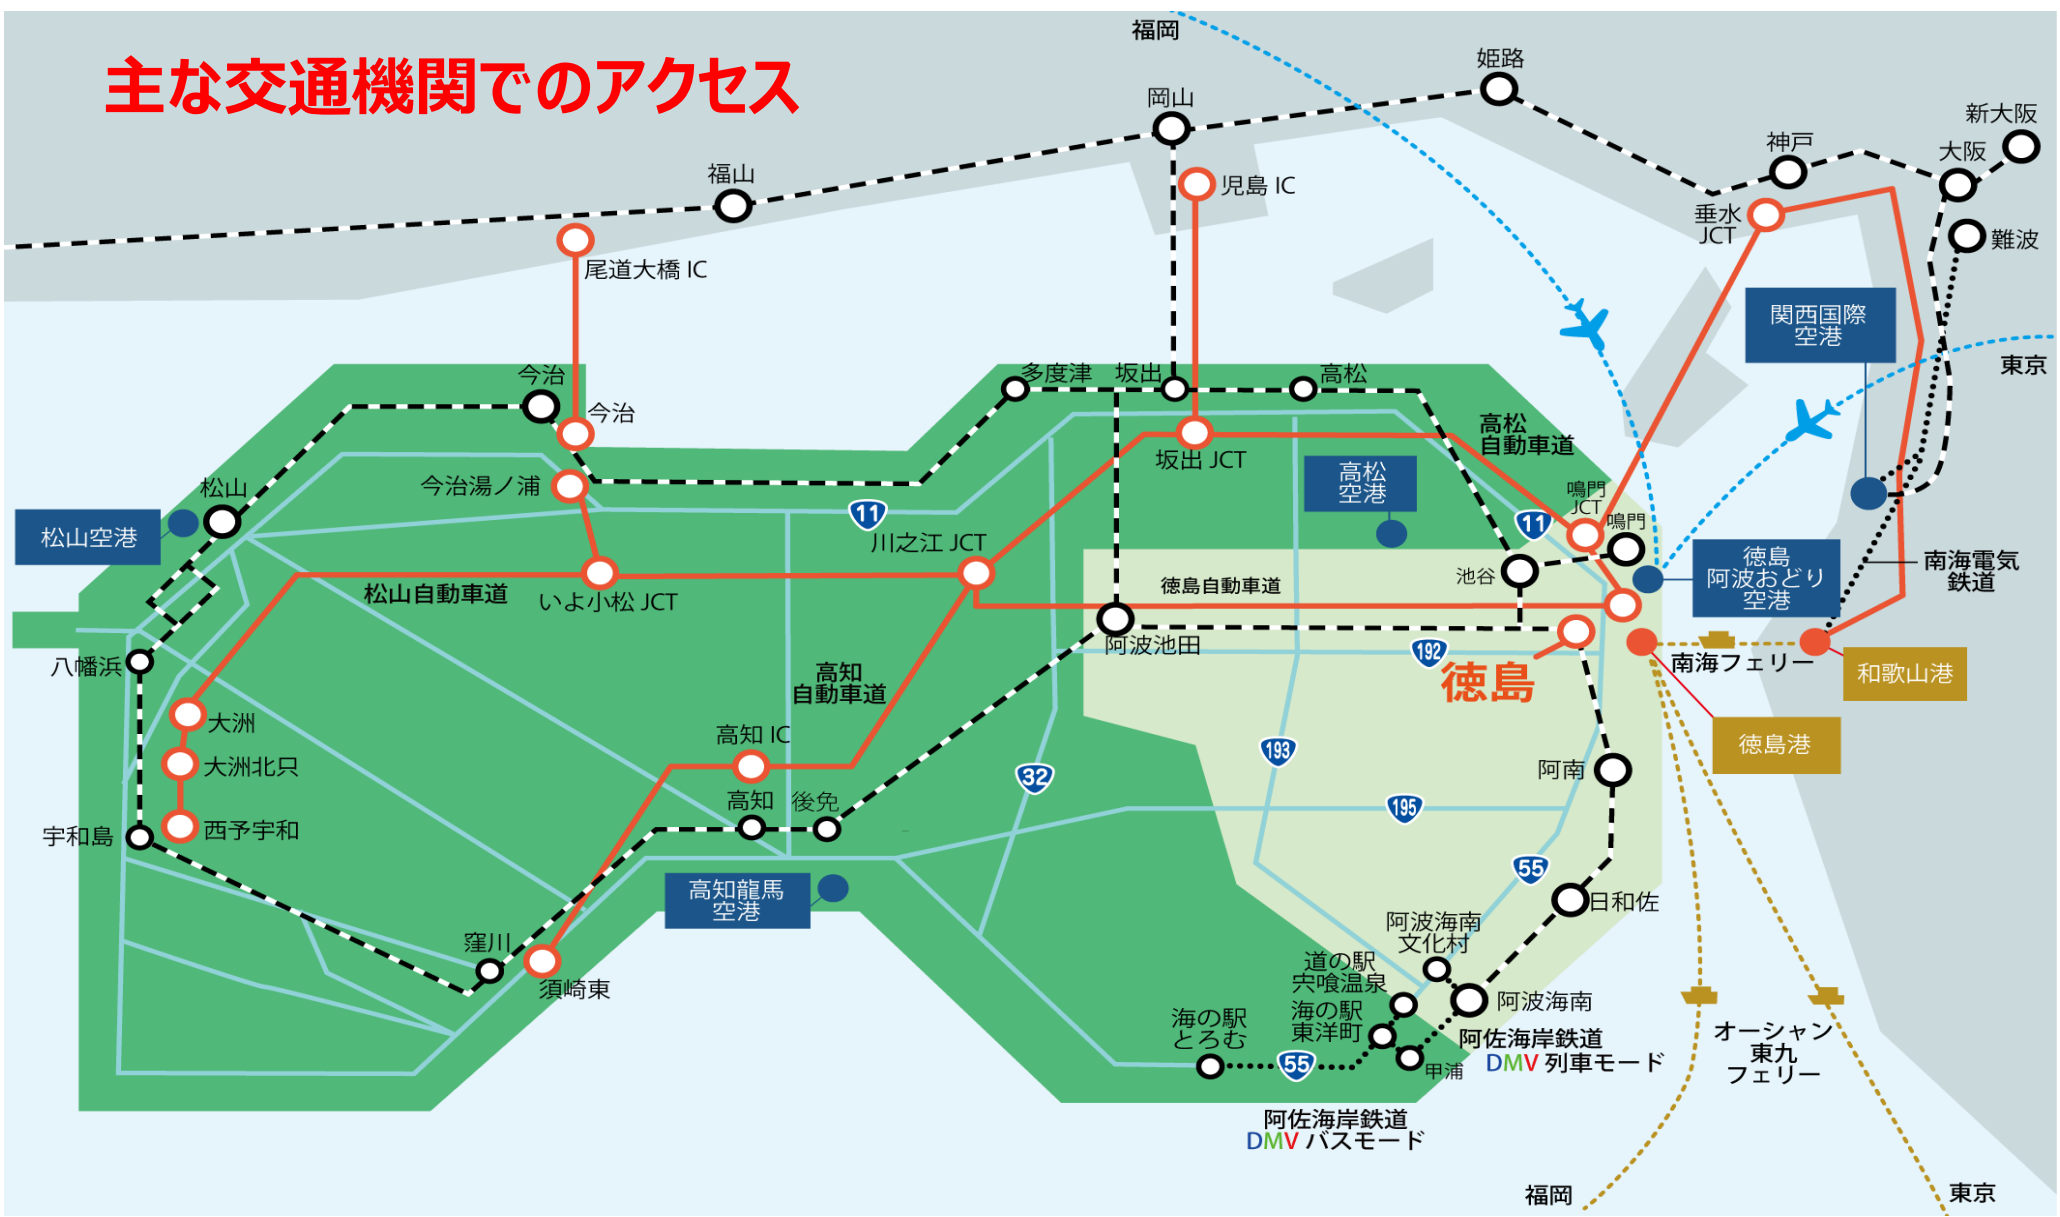 主な交通機関でのアクセス
福岡
姫路
岡山
新大阪
神戸
大阪
福山
児島 IC
垂水
JCT
難波
尾道大橋 IC
関西国際
空港
東京
今治
多度津
坂出
高松
今治
高松
自動車道
坂出 JCT
高松
空港
松山
今治湯ノ浦
鳴門
JCT
11
11
鳴門
松山空港
川之江 JCT
徳島
阿波おどり
空港
南海電気
鉄道
池谷
徳島自動車道
松山自動車道
いよ小松 JCT
阿波池田
192
南海フェリー
和歌山港
八幡浜
高知
自動車道
徳島
大洲
高知 IC
193
徳島港
大洲北只
32
阿南
高知
後免
195
西予宇和
宇和島
55
高知龍馬
空港
日和佐
阿波海南
文化村
窪川
道の駅
宍喰温泉
須崎東
阿波海南
海の駅
東洋町
海の駅
とろむ
阿佐海岸鉄道
DMV 列車モード
オーシャン
東九
フェリー
55
甲浦
阿佐海岸鉄道
DMV バスモード
福岡
東京